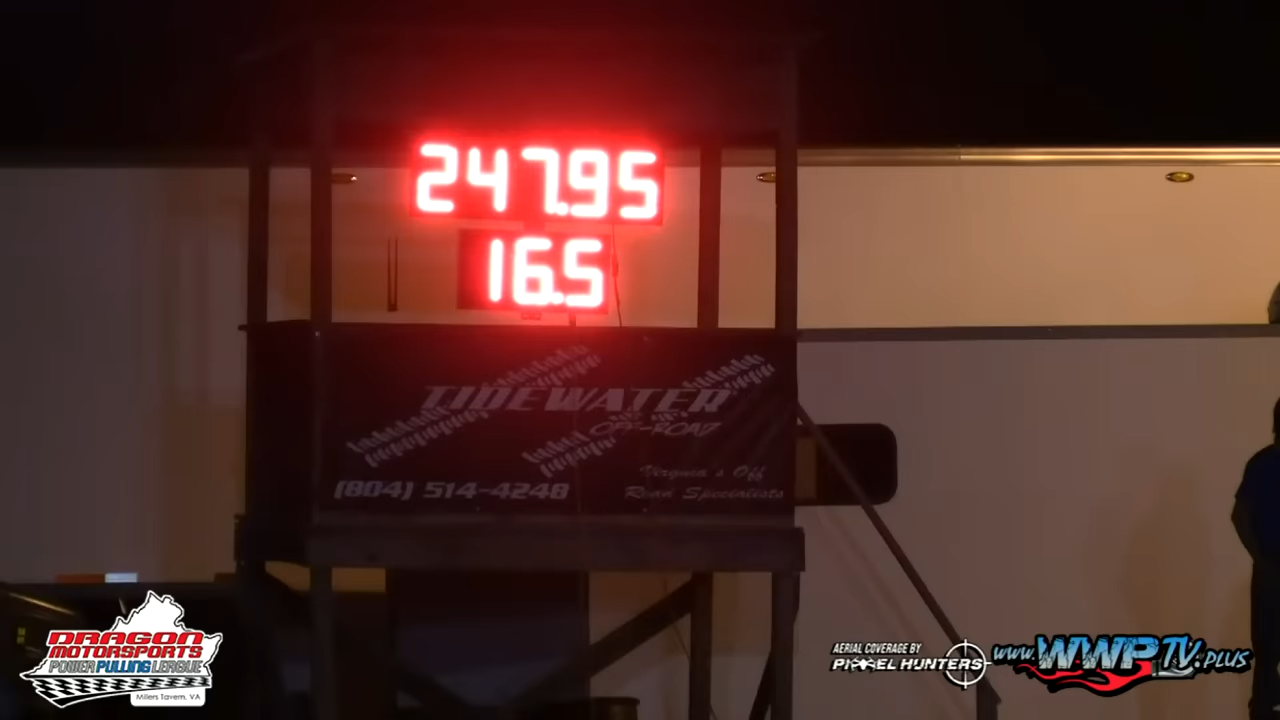 247.95
16.5
TIDEWATER
OFF-ROAD
Virginia's Off
Road Specialists
(804) 514-4248
DRAGON
MOTORSPORTS
POWER PULLING LEAGUE
Millers Tavern, VA
AERIAL COVERAGE BY
PIXEL HUNTERS
www.WWPTV.PLUS